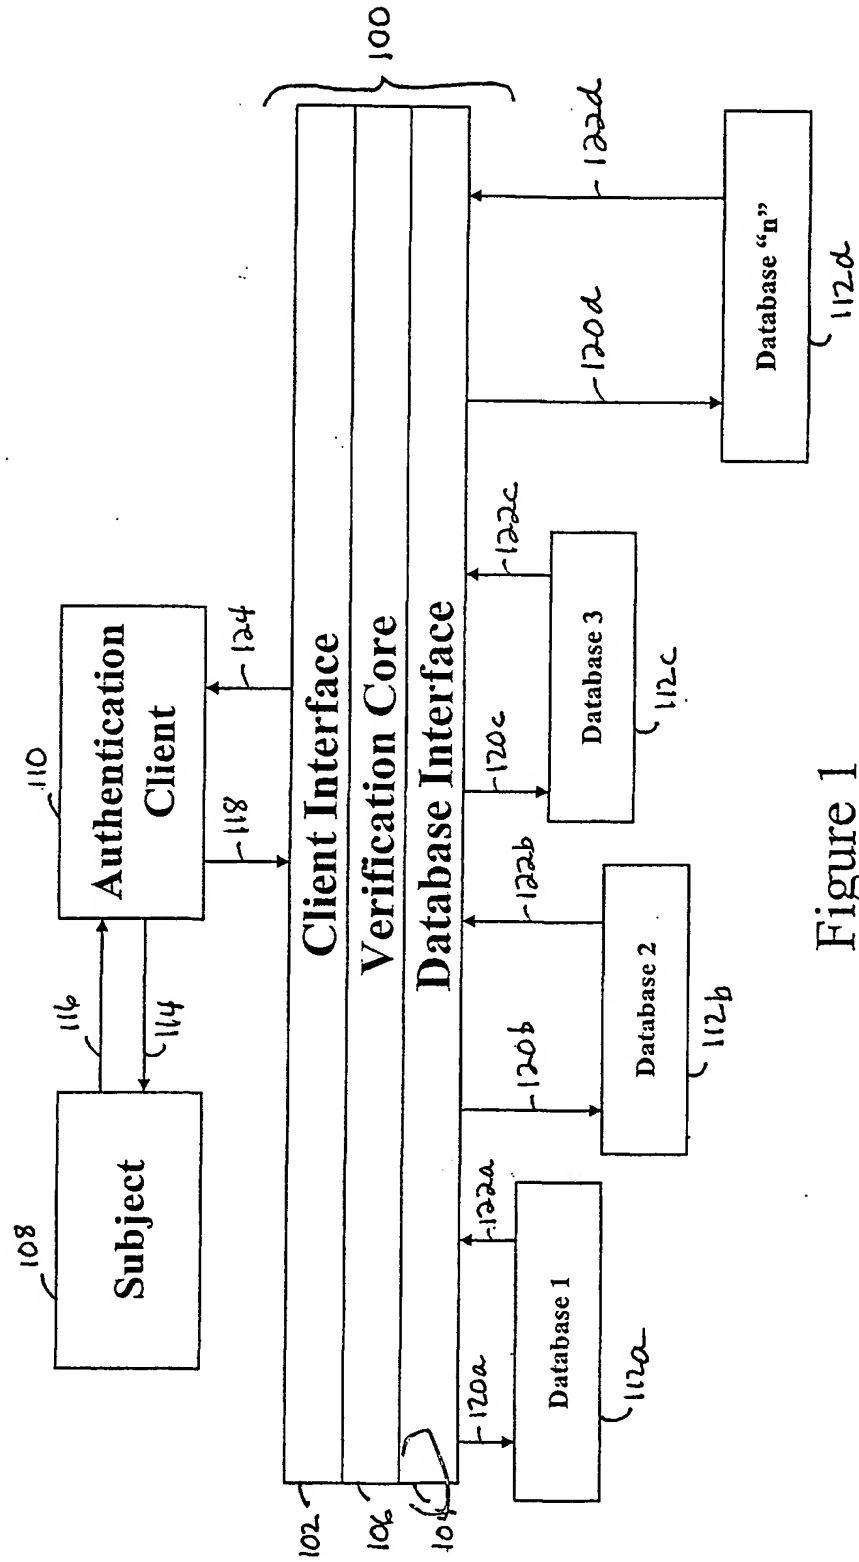 108
Subject
116
114
110
Authentication
Client
118
124
100
102
Client Interface
106
Verification Core
104
Database Interface
120a
122a
120b
122b
120c
122c
120d
122d
Database 1
112a
Database 2
112b
Database 3
112c
Database “n”
112d
Figure 1